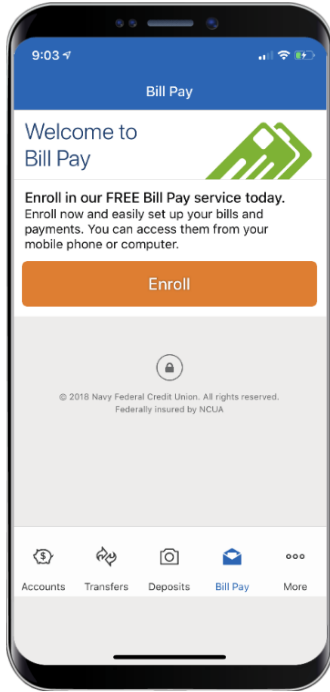 9:03
Bill Pay
Welcome to
Bill Pay
Enroll in our FREE Bill Pay service today.
Enroll now and easily set up your bills and
payments. You can access them from your
mobile phone or computer.
Enroll
© 2018 Navy Federal Credit Union. All rights reserved.
Federally insured by NCUA
Accounts Transfers Deposits Bill Pay More